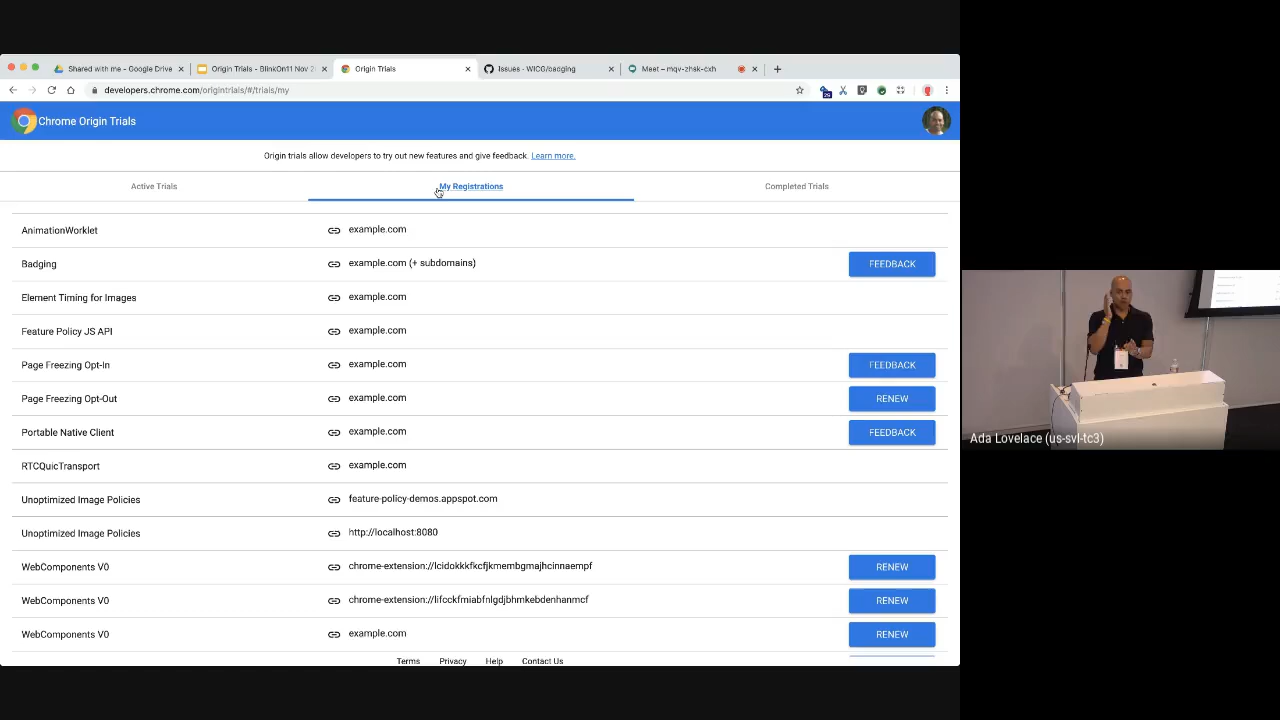 Shared with me - Google Drive
Origin Trials - BlinkOn11 Nov 2
Origin Trials
Issues · WICG/badging
Meet – mqv-zhsk-cxh
developers.chrome.com/origintrials/#/trials/my
Chrome Origin Trials
Origin trials allow developers to try out new features and give feedback. Learn more.
Active Trials
My Registrations
Completed Trials
AnimationWorklet example.com
Badging example.com (+ subdomains) FEEDBACK
Element Timing for Images example.com
Feature Policy JS API example.com
Page Freezing Opt-In example.com FEEDBACK
Page Freezing Opt-Out example.com RENEW
Portable Native Client example.com FEEDBACK
RTCQuicTransport example.com
Unoptimized Image Policies feature-policy-demos.appspot.com
Unoptimized Image Policies http://localhost:8080
WebComponents V0 chrome-extension://lcidokkkfkcfjkmembgmajhcinnaempf RENEW
WebComponents V0 chrome-extension://lifcckfmiabfnlgdjbhmkebdenhanmcf RENEW
WebComponents V0 example.com RENEW
Terms Privacy Help Contact Us
Ada Lovelace (us-svl-tc3)